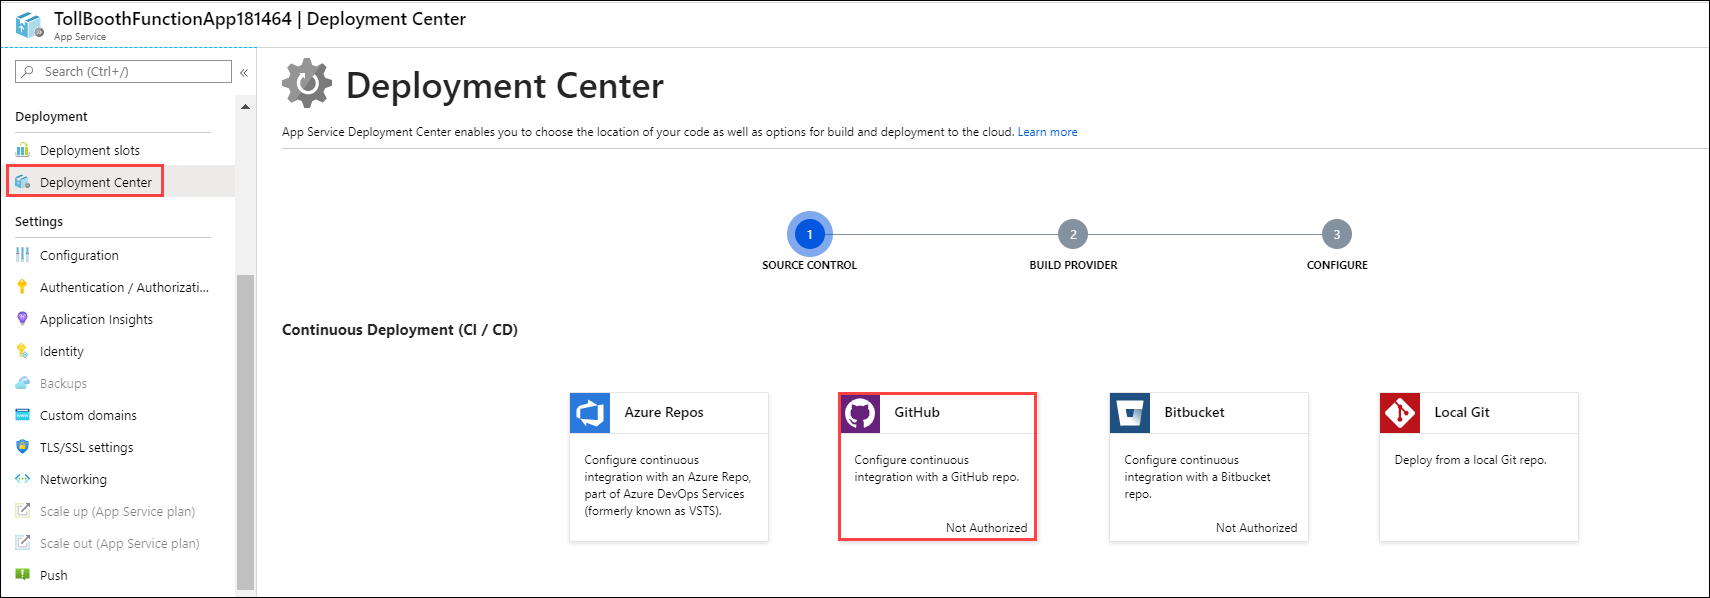 TollBoothFunctionApp181464 | Deployment Center
App Service
Search (Ctrl+/)
«
Deployment
Deployment slots
Deployment Center
Settings
Configuration
Authentication / Authorizati...
Application Insights
Identity
Backups
Custom domains
TLS/SSL settings
Networking
Scale up (App Service plan)
Scale out (App Service plan)
Push
Deployment Center
App Service Deployment Center enables you to choose the location of your code as well as options for build and deployment to the cloud. Learn more
1
2
3
SOURCE CONTROL
BUILD PROVIDER
CONFIGURE
Continuous Deployment (CI / CD)
Azure Repos
Configure continuous
integration with an Azure Repo,
part of Azure DevOps Services
(formerly known as VSTS).
GitHub
Configure continuous
integration with a GitHub repo.
Not Authorized
Bitbucket
Configure continuous
integration with a Bitbucket
repo.
Not Authorized
Local Git
Deploy from a local Git repo.